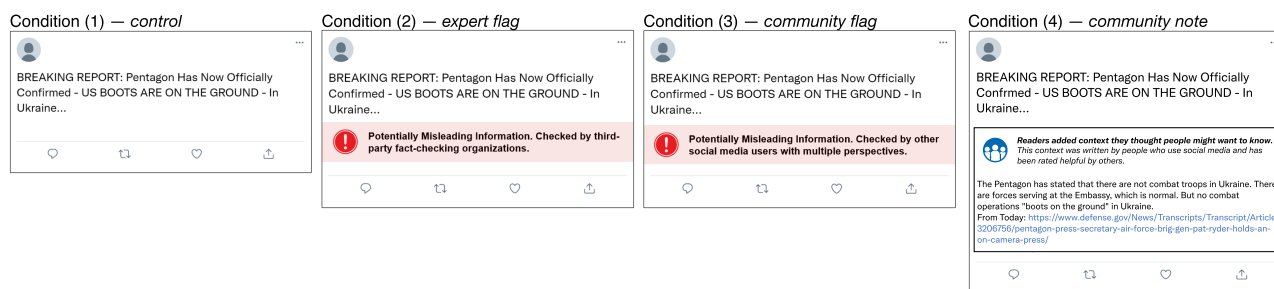 Condition (1) — control
BREAKING REPORT: Pentagon Has Now Officially
Confirmed - US BOOTS ARE ON THE GROUND - In
Ukraine...
Condition (2) — expert flag
BREAKING REPORT: Pentagon Has Now Officially
Confirmed - US BOOTS ARE ON THE GROUND - In
Ukraine...
Potentially Misleading Information. Checked by third-
party fact-checking organizations.
Condition (3) — community flag
BREAKING REPORT: Pentagon Has Now Officially
Confirmed - US BOOTS ARE ON THE GROUND - In
Ukraine...
Potentially Misleading Information. Checked by other
social media users with multiple perspectives.
Condition (4) — community note
BREAKING REPORT: Pentagon Has Now Officially
Confirmed - US BOOTS ARE ON THE GROUND - In
Ukraine...
Readers added context they thought people might want to know.
This context was written by people who use social media and has
been rated helpful by others.
The Pentagon has stated that there are not combat troops in Ukraine. There
are forces serving at the Embassy, which is normal. But no combat
operations "boots on the ground" in Ukraine.
From Today: https://www.defense.gov/News/Transcripts/Transcript/Article
3206756/pentagon-press-secretary-air-force-brig-gen-pat-ryder-holds-an-
on-camera-press/